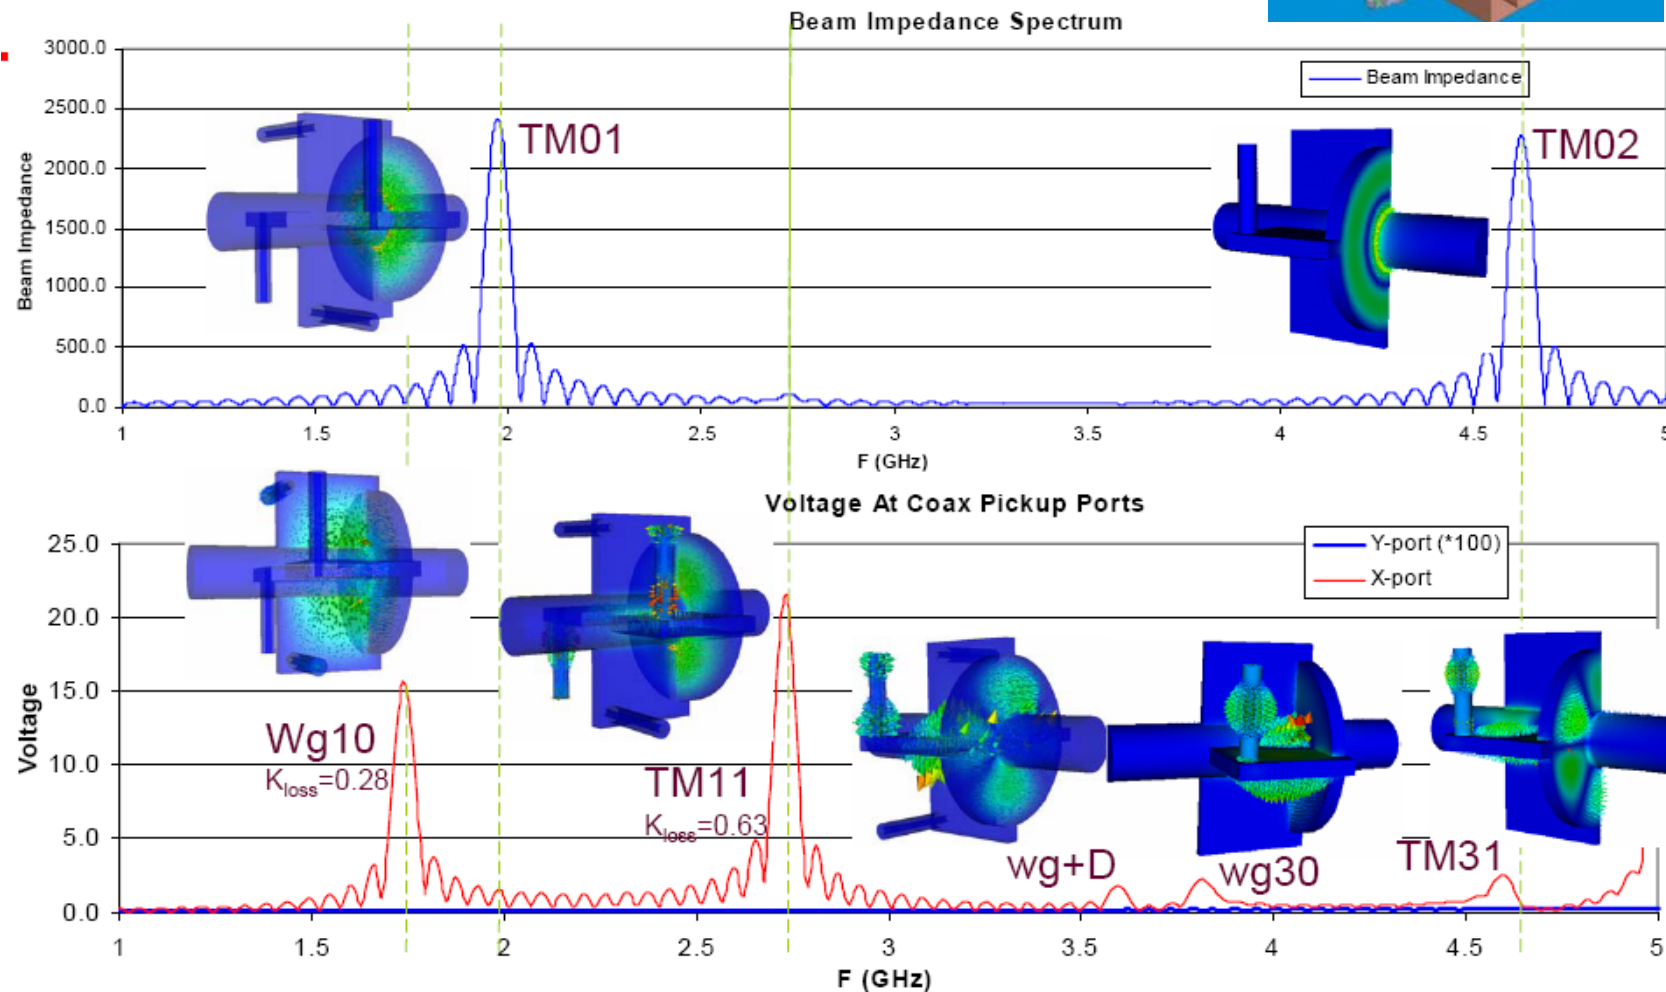 Beam Impedance Spectrum
3000.0
2500.0
2000.0
1500.0
1000.0
500.0
0.0
Beam Impedance
Beam Impedance
TM01
TM02
1 1.5 2 2.5 3 3.5 4 4.5 5
F (GHz)
Voltage At Coax Pickup Ports
25.0
20.0
15.0
10.0
5.0
0.0
Voltage
Y-port (*100)
X-port
Wg10
Kloss=0.28
TM11
Kloss=0.63
wg+D
wg30
TM31
1 1.5 2 2.5 3 3.5 4 4.5 5
F (GHz)